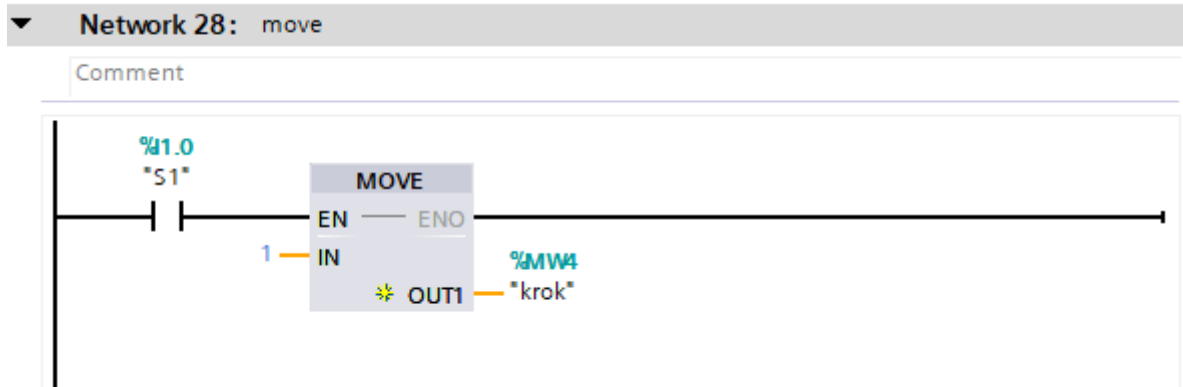 Network 28: move
Comment
%I1.0
"S1"
MOVE
EN ENO
1 IN
%MW4
OUT1 "krok"